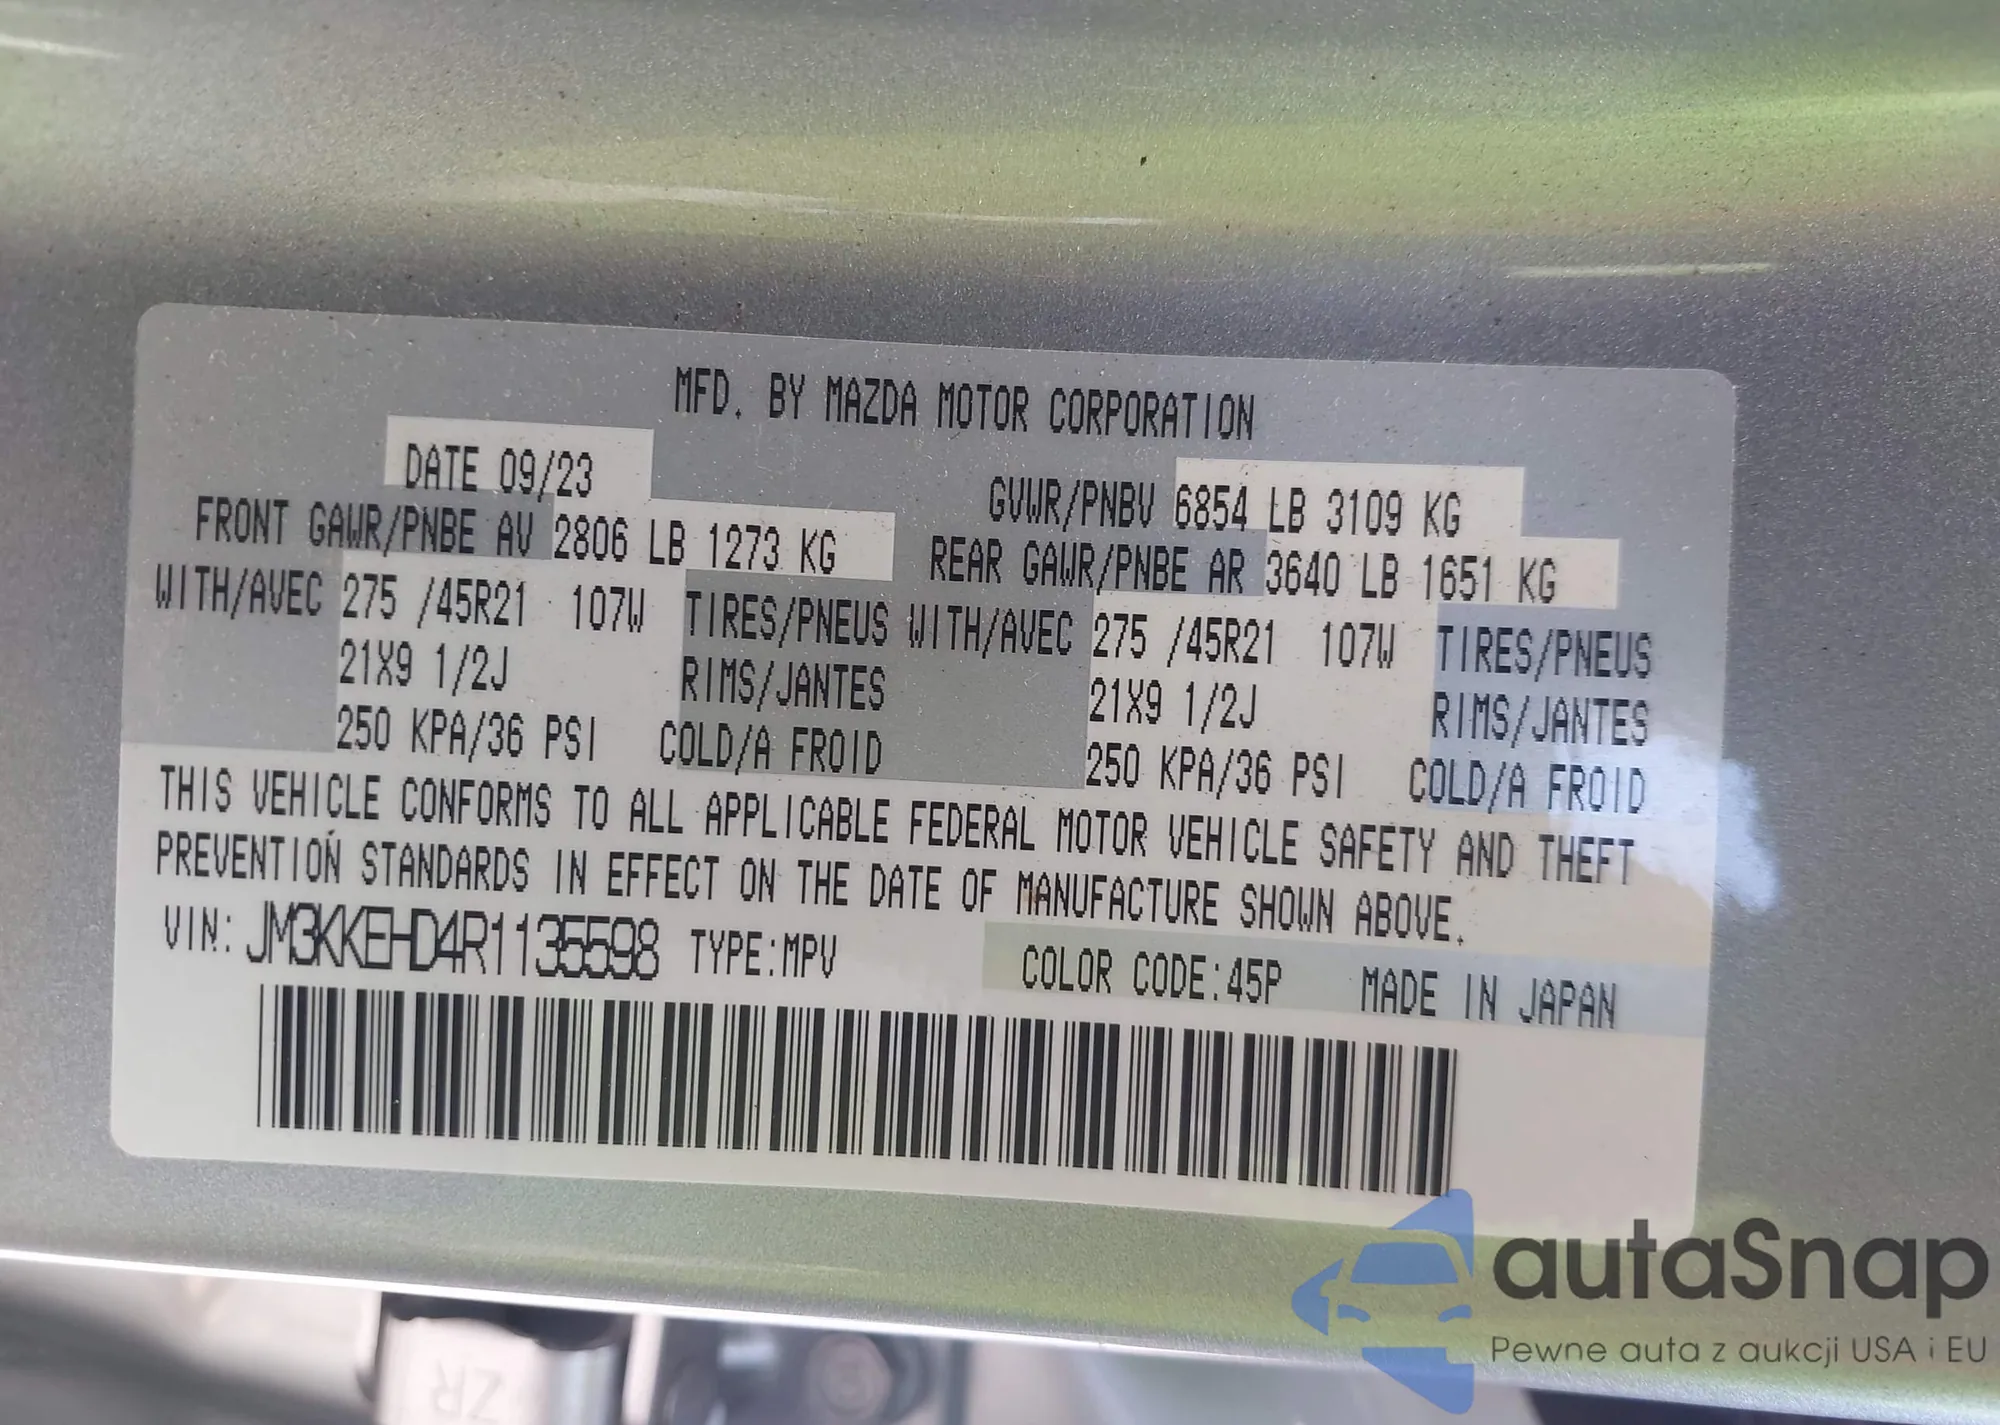 MFD. BY MAZDA MOTOR CORPORATION
DATE 09/23 GVWR/PNBV 6854 LB 3109 KG
FRONT GAWR/PNBE AV 2806 LB 1273 KG REAR GAWR/PNBE AR 3640 LB 1651 KG
WITH/AVEC 275 /45R21 107W TIRES/PNEUS WITH/AVEC 275 /45R21 107W TIRES/PNEUS
21X9 1/2J RIMS/JANTES 21X9 1/2J RIMS/JANTES
250 KPA/36 PSI COLD/A FROID 250 KPA/36 PSI COLD/A FROID
THIS VEHICLE CONFORMS TO ALL APPLICABLE FEDERAL MOTOR VEHICLE SAFETY AND THEFT
PREVENTION STANDARDS IN EFFECT ON THE DATE OF MANUFACTURE SHOWN ABOVE.
VIN: JM3KKEHD4R1135598 TYPE:MPV COLOR CODE:45P MADE IN JAPAN
autaSnap
Pewne auta z aukcji USA i EU